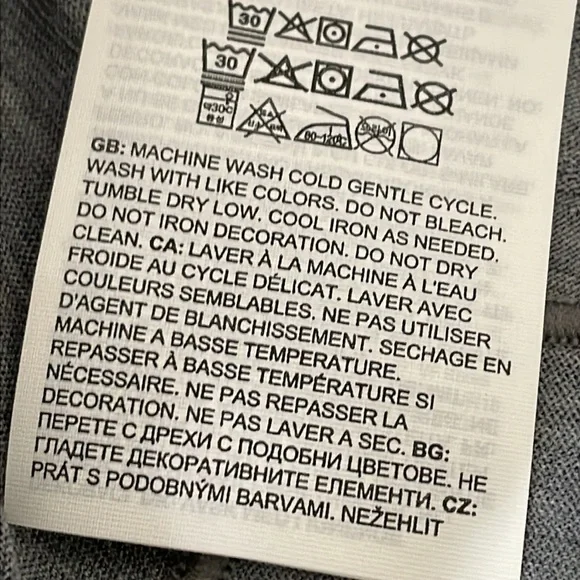 30
30
80-120°C
GB: MACHINE WASH COLD GENTLE CYCLE.
WASH WITH LIKE COLORS. DO NOT BLEACH.
TUMBLE DRY LOW. COOL IRON AS NEEDED.
DO NOT IRON DECORATION. DO NOT DRY
CLEAN. CA: LAVER À LA MACHINE À L'EAU
FROIDE AU CYCLE DÉLICAT. LAVER AVEC
COULEURS SEMBLABLES. NE PAS UTILISER
D'AGENT DE BLANCHISSEMENT. SECHAGE EN
MACHINE A BASSE TEMPERATURE.
REPASSER À BASSE TEMPÉRATURE SI
NÉCESSAIRE. NE PAS REPASSER LA
DECORATION. NE PAS LAVER A SEC. BG:
ПЕРЕТЕ С ДРЕХИ С ПОДОБНИ ЦВЕТОВЕ. НЕ
ГЛАДЕТЕ ДЕКОРАТИВНИТЕ ЕЛЕМЕНТИ. CZ:
PRÁT S PODOBNÝMI BARVAMI. NEŽEHLIT